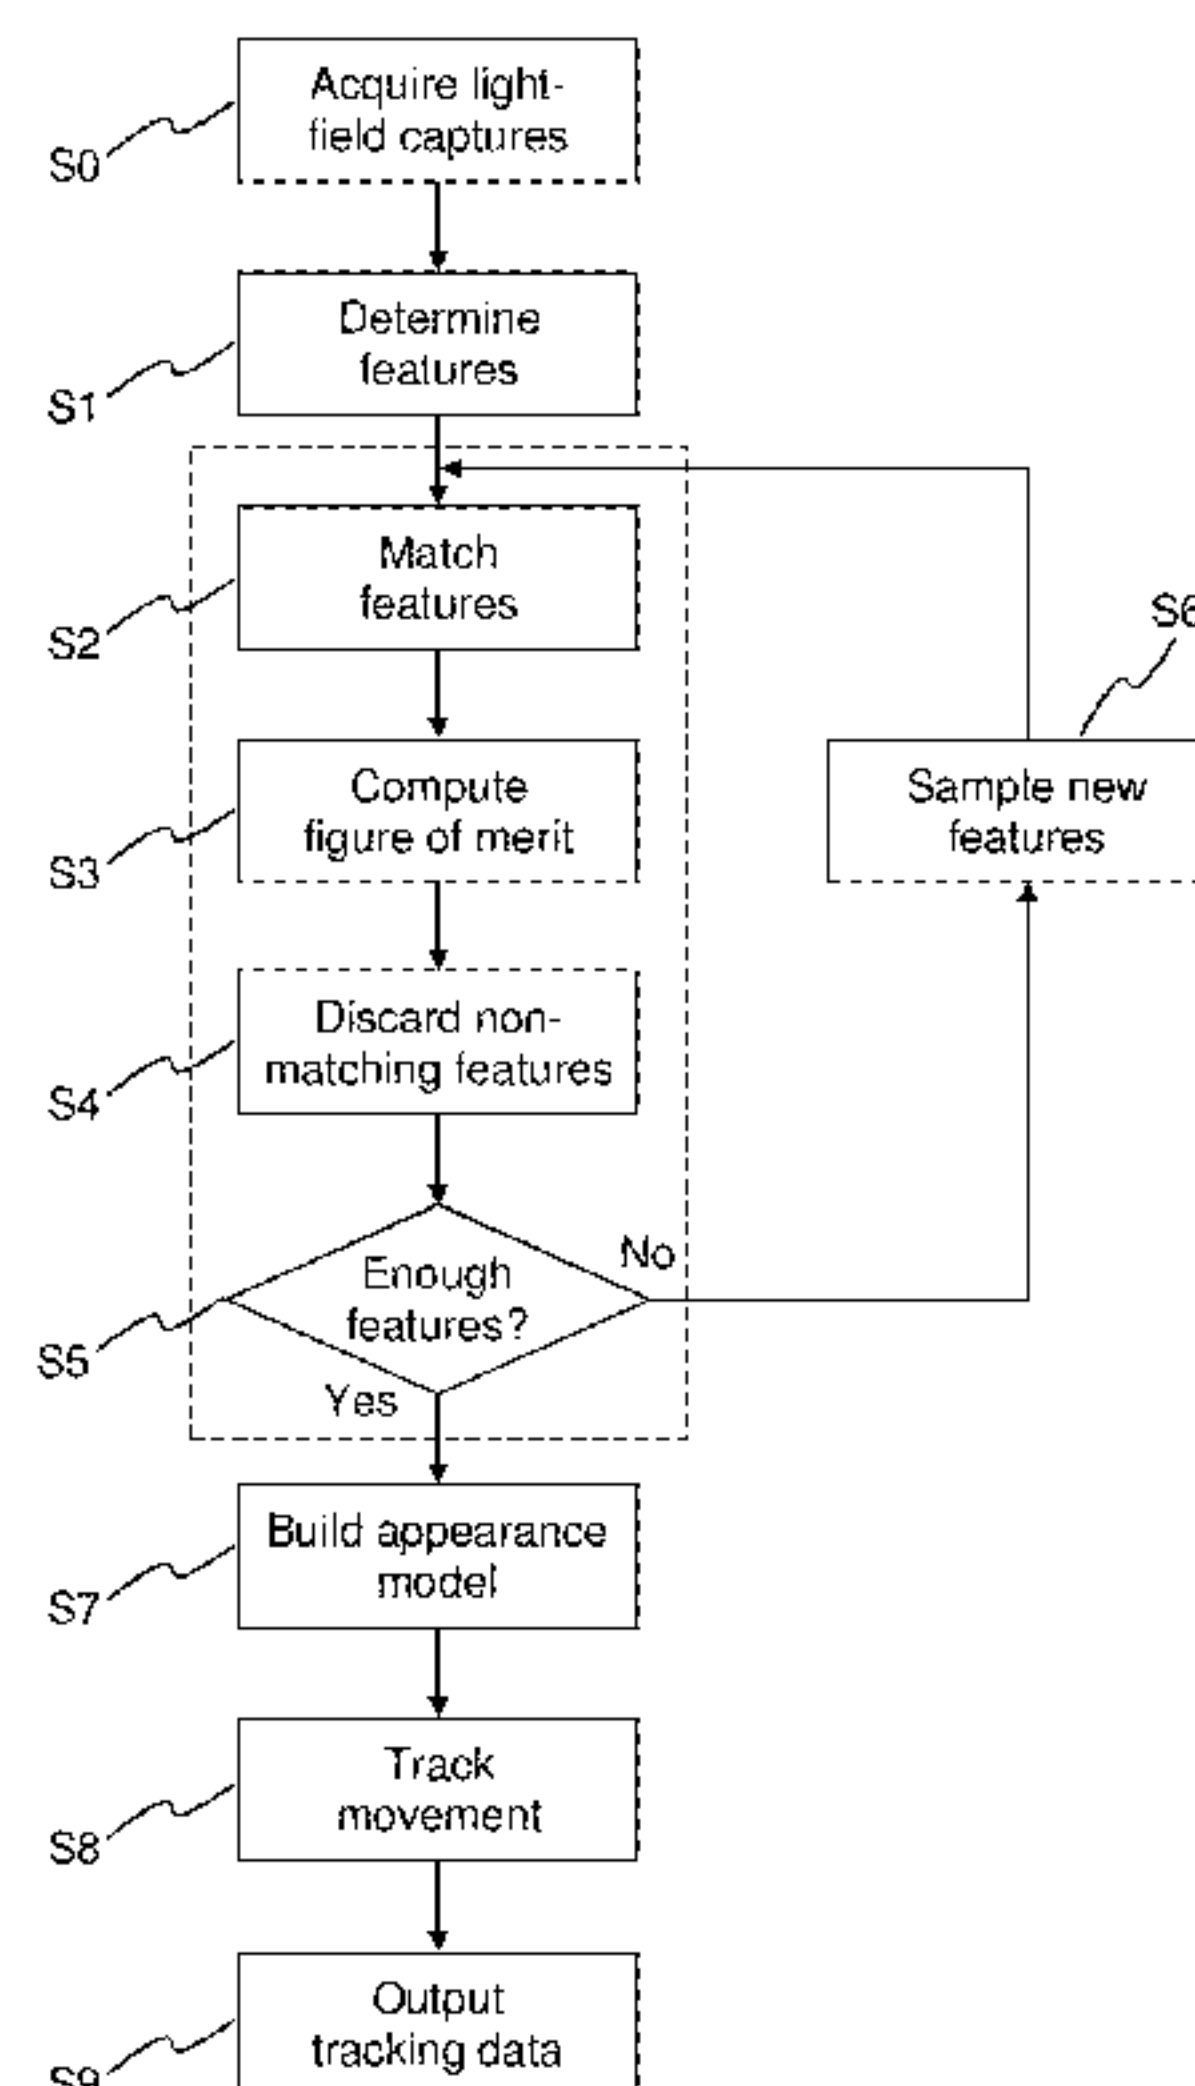 Acquire light-
field captures
S0
Determine
features
S1
Match
features
S2
S6
Compute
figure of merit
S3
Sample new
features
Discard non-
matching features
S4
No
Enough
features?
S5
Yes
Build appearance
model
S7
Track
movement
S8
Output
tracking data
S9